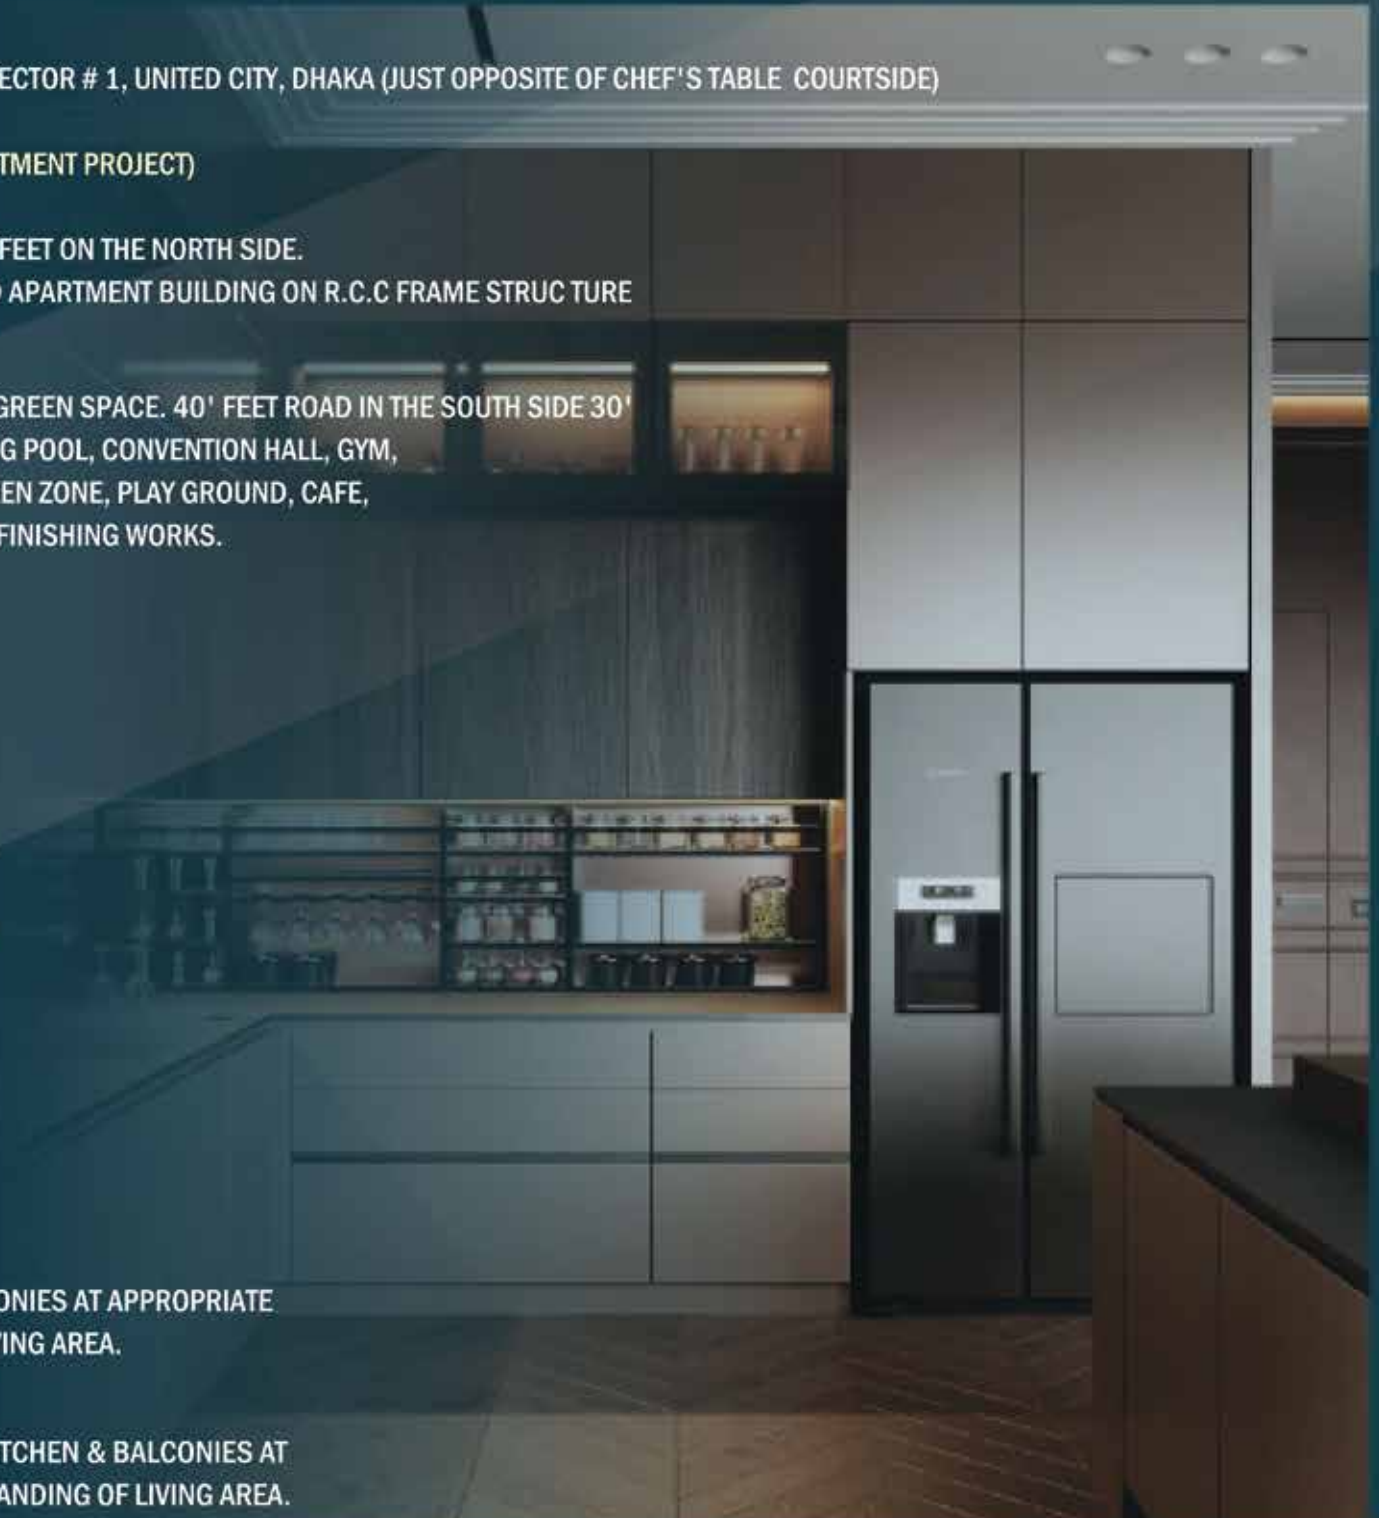 ECTOR # 1, UNITED CITY, DHAKA (JUST OPPOSITE OF CHEF'S TABLE COURTSIDE)
TMENT PROJECT)
FEET ON THE NORTH SIDE.
APARTMENT BUILDING ON R.C.C FRAME STRUC TURE
GREEN SPACE. 40' FEET ROAD IN THE SOUTH SIDE 30'
G POOL, CONVENTION HALL, GYM,
EN ZONE, PLAY GROUND, CAFE,
FINISHING WORKS.
ONIES AT APPROPRIATE
VING AREA.
TCHEN & BALCONIES AT
ANDING OF LIVING AREA.